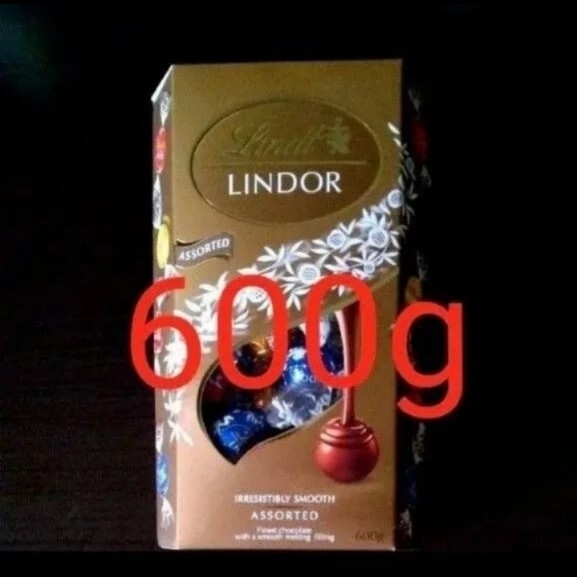 Lindt
LINDOR
ASSORTED
600g
IRRESISTIBLY SMOOTH
ASSORTED
Finest chocolate
with a smooth melting filling
600g